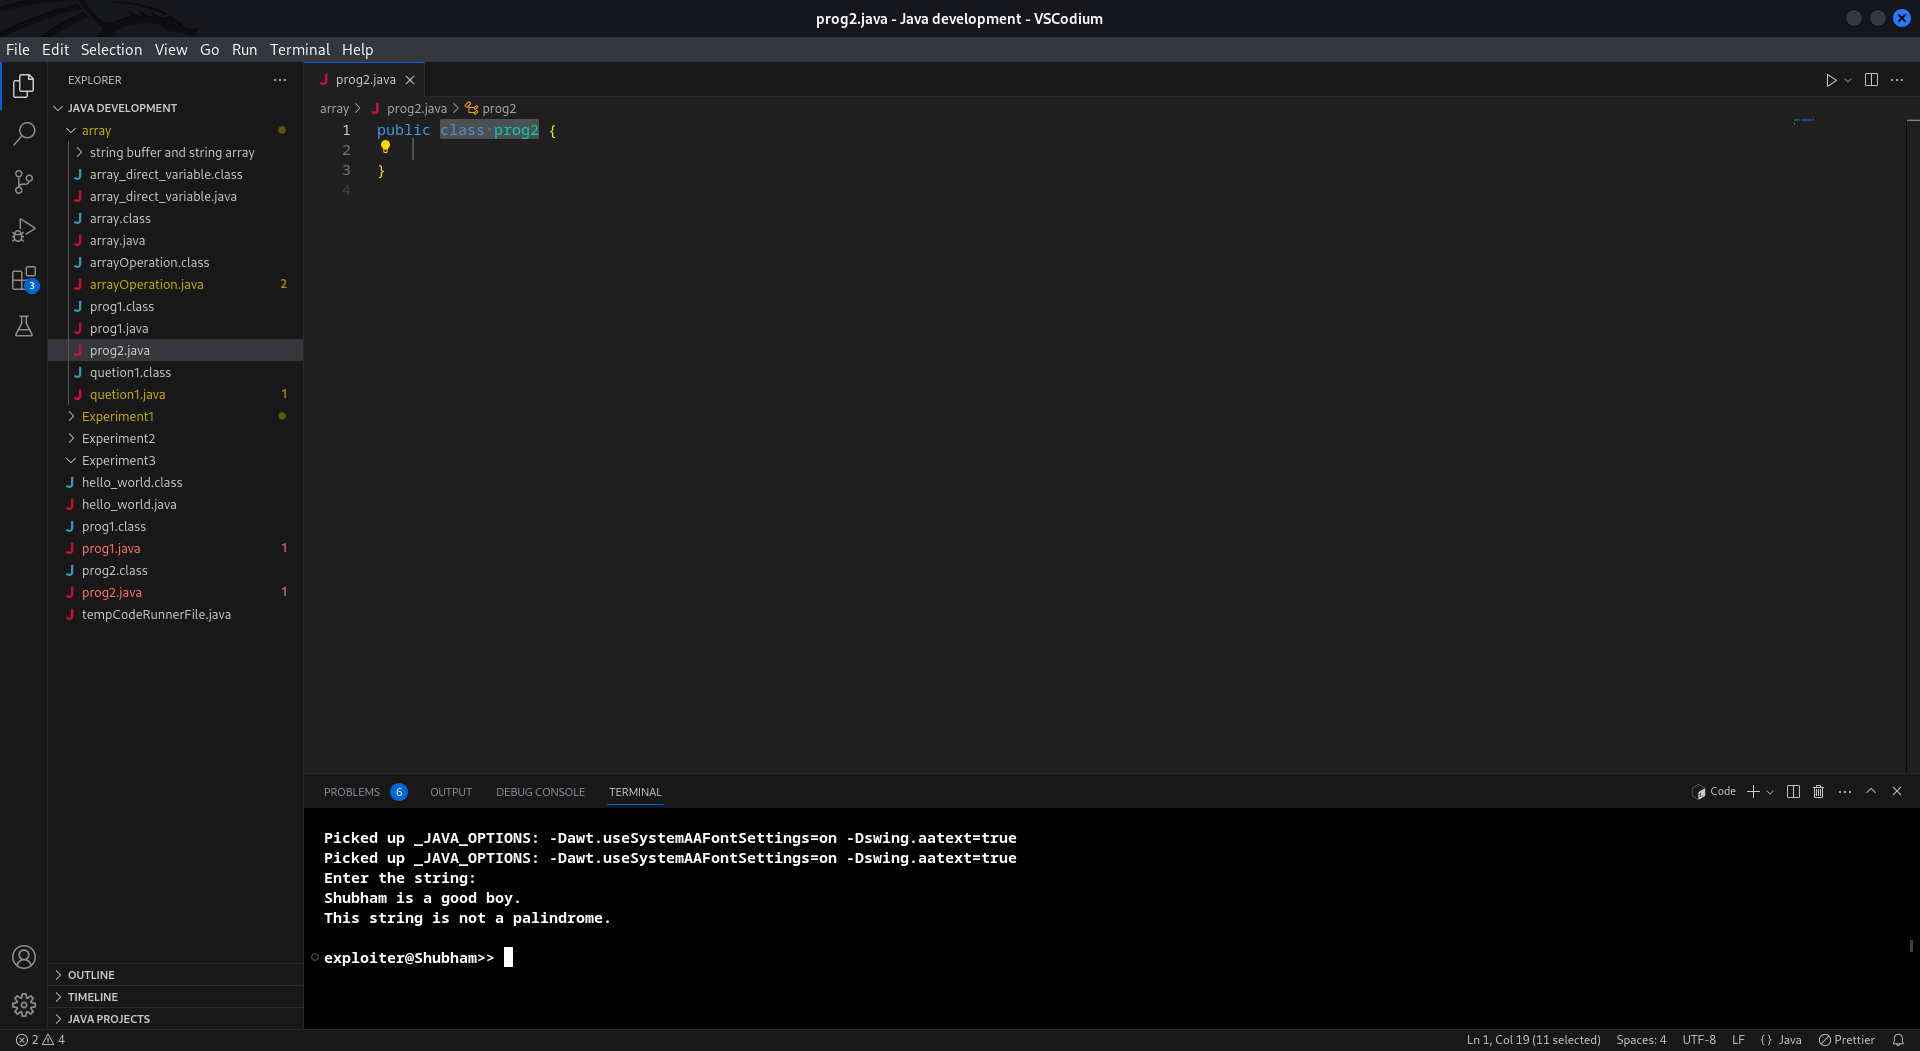 prog2.java - Java development - VSCodium
File Edit Selection View Go Run Terminal Help
EXPLORER
JAVA DEVELOPMENT
array
string buffer and string array
array_direct_variable.class
array_direct_variable.java
array.class
array.java
arrayOperation.class
arrayOperation.java 2
prog1.class
prog1.java
prog2.java
quetion1.class
quetion1.java 1
Experiment1
Experiment2
Experiment3
hello_world.class
hello_world.java
prog1.class
prog1.java 1
prog2.class
prog2.java 1
tempCodeRunnerFile.java
OUTLINE
TIMELINE
JAVA PROJECTS
3
prog2.java
array > prog2.java > prog2
1 public class prog2 {
2
3 }
4
PROBLEMS 6 OUTPUT DEBUG CONSOLE TERMINAL
Code
Picked up _JAVA_OPTIONS: -Dawt.useSystemAAFontSettings=on -Dswing.aatext=true
Picked up _JAVA_OPTIONS: -Dawt.useSystemAAFontSettings=on -Dswing.aatext=true
Enter the string:
Shubham is a good boy.
This string is not a palindrome.
exploiter@Shubham>>
2 4
Ln 1, Col 19 (11 selected) Spaces: 4 UTF-8 LF {} Java Prettier